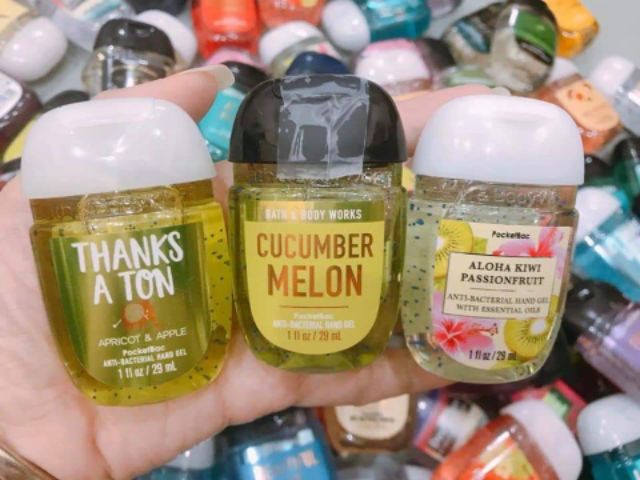 THANKS
A TON
APRICOT & APPLE
PocketBac
ANTI-BACTERIAL HAND GEL
1 fl oz / 29 mL
BATH & BODY WORKS
CUCUMBER
MELON
PocketBac
ANTI-BACTERIAL HAND GEL
1 fl oz / 29 mL
PocketBac
ALOHA KIWI
PASSIONFRUIT
ANTI-BACTERIAL HAND GEL
WITH ESSENTIAL OILS
1 fl oz / 29 mL